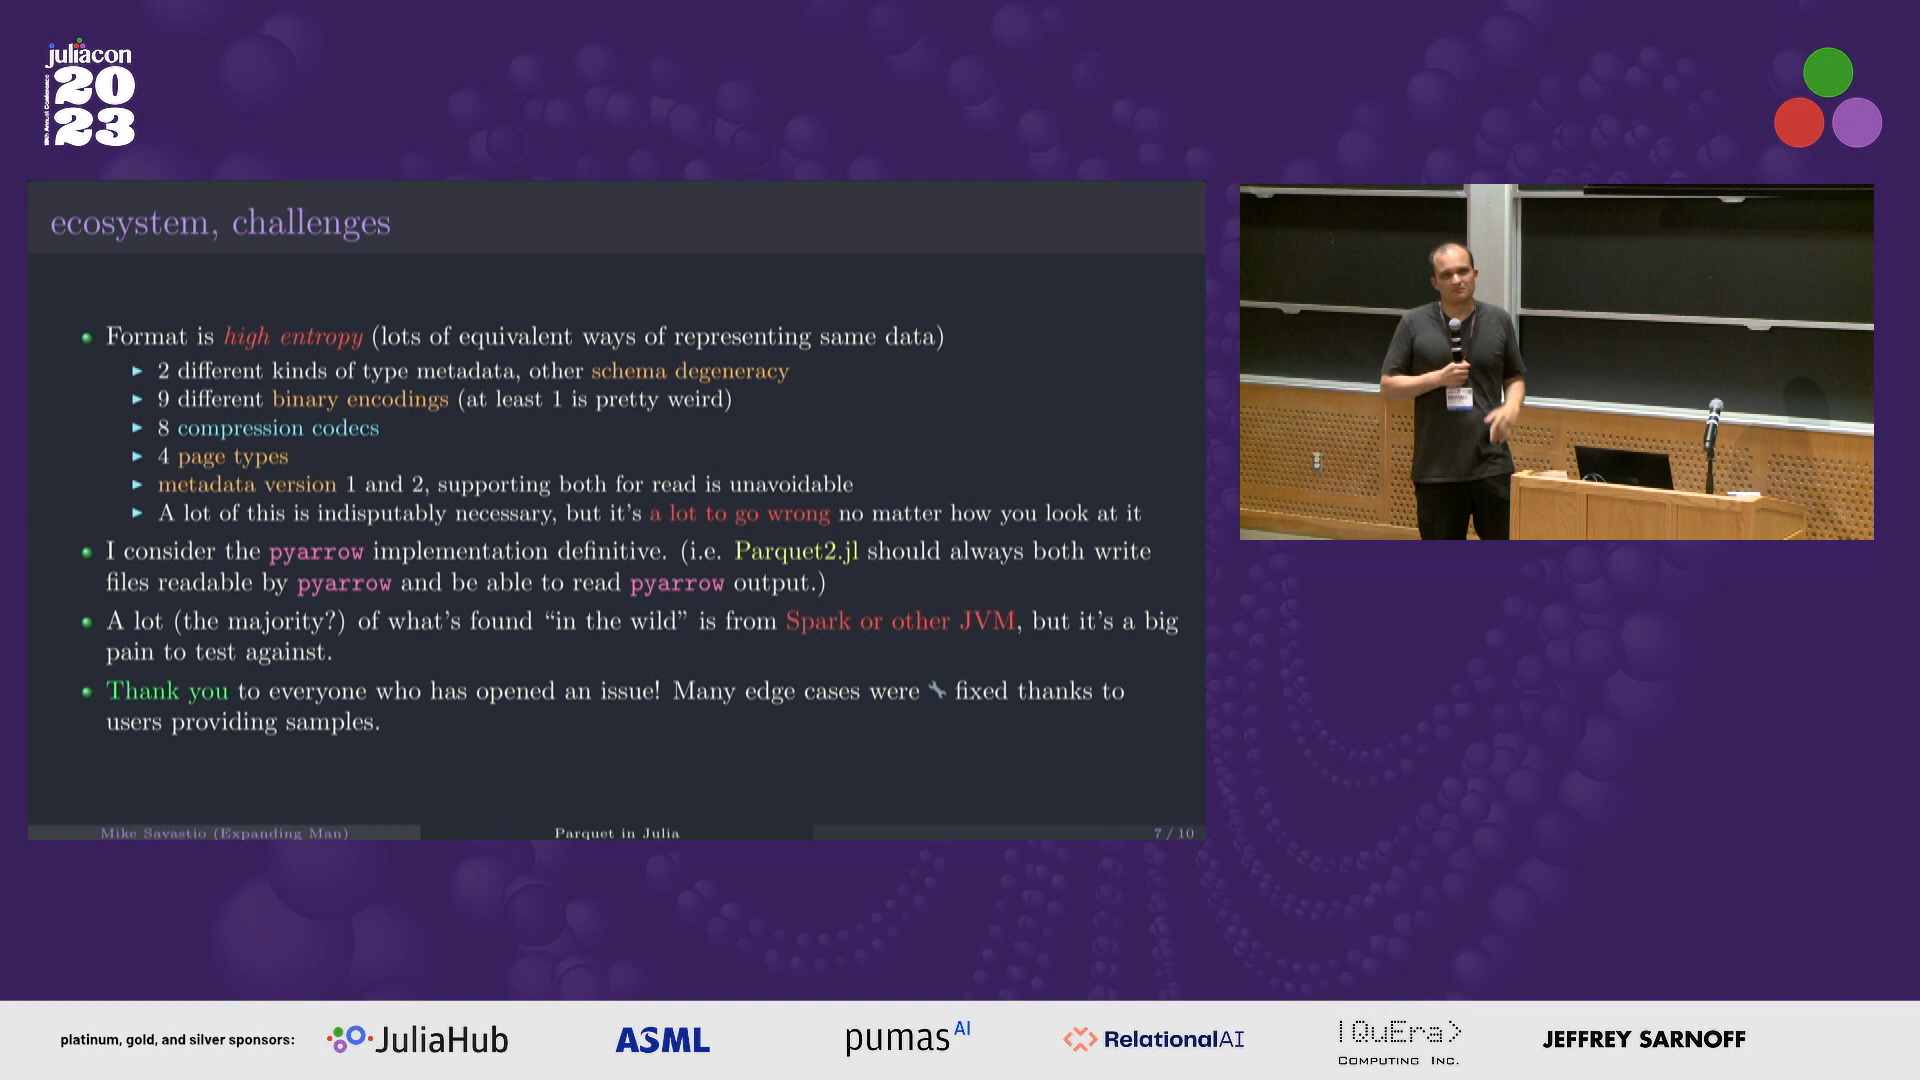 juliacon
2023
ecosystem, challenges
Format is high entropy (lots of equivalent ways of representing same data)
2 different kinds of type metadata, other schema degeneracy
9 different binary encodings (at least 1 is pretty weird)
8 compression codecs
4 page types
metadata version 1 and 2, supporting both for read is unavoidable
A lot of this is indisputably necessary, but it's a lot to go wrong no matter how you look at it
I consider the pyarrow implementation definitive. (i.e. Parquet2.jl should always both write
files readable by pyarrow and be able to read pyarrow output.)
A lot (the majority?) of what's found “in the wild” is from Spark or other JVM, but it's a big
pain to test against.
Thank you to everyone who has opened an issue! Many edge cases were fixed thanks to
users providing samples.
Mike Savastio (Expanding Man) Parquet in Julia 7 / 10
platinum, gold, and silver sponsors: JuliaHub ASML pumasAI RelationalAI |QuEra> JEFFREY SARNOFF
COMPUTING INC.